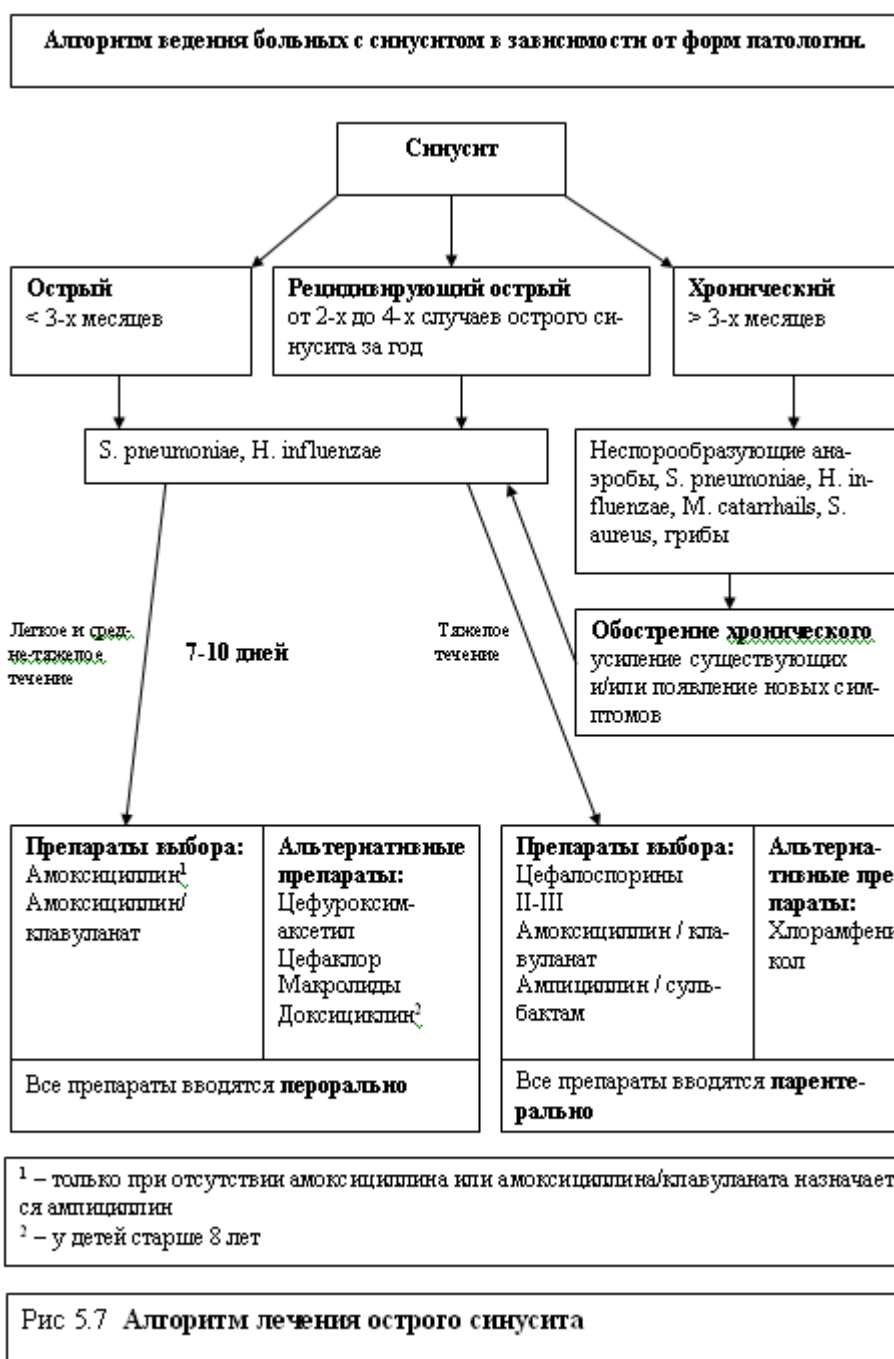 Алгоритм ведения больных с синуситом в зависимости от форм патологии.
Синусит
Острый
< 3-х месяцев
Рецидивирующий острый
от 2-х до 4-х случаев острого си-
нусита за год
Хронический
> 3-х месяцев
S. pneumoniae, H. influenzae
Неспорообразующие ана-
эробы, S. pneumoniae, H. in-
fluenzae, M. catarrhails, S.
aureus, грибы
Легкое и сред-
не-тяжелое
течение
7-10 дней
Тяжелое
течение
Обострение хронического
усиление существующих
и/или появление новых сим-
птомов
Препараты выбора:
Амоксициллин¹
Амоксициллин/
клавуланат
Альтернативные
препараты:
Цефуроксим-
аксетил
Цефаклор
Макролиды
Доксициклин²
Все препараты вводятся перорально
Препараты выбора:
Цефалоспорины
II-III
Амоксициллин / кла-
вуланат
Ампициллин / суль-
бактам
Альтерна-
тивные пре
параты:
Хлорамфени
кол
Все препараты вводятся паренте-
рально
¹ – только при отсутствии амоксициллина или амоксициллина/клавуланата назначает
ся ампициллин
² – у детей старше 8 лет
Рис 5.7 Алгоритм лечения острого синусита